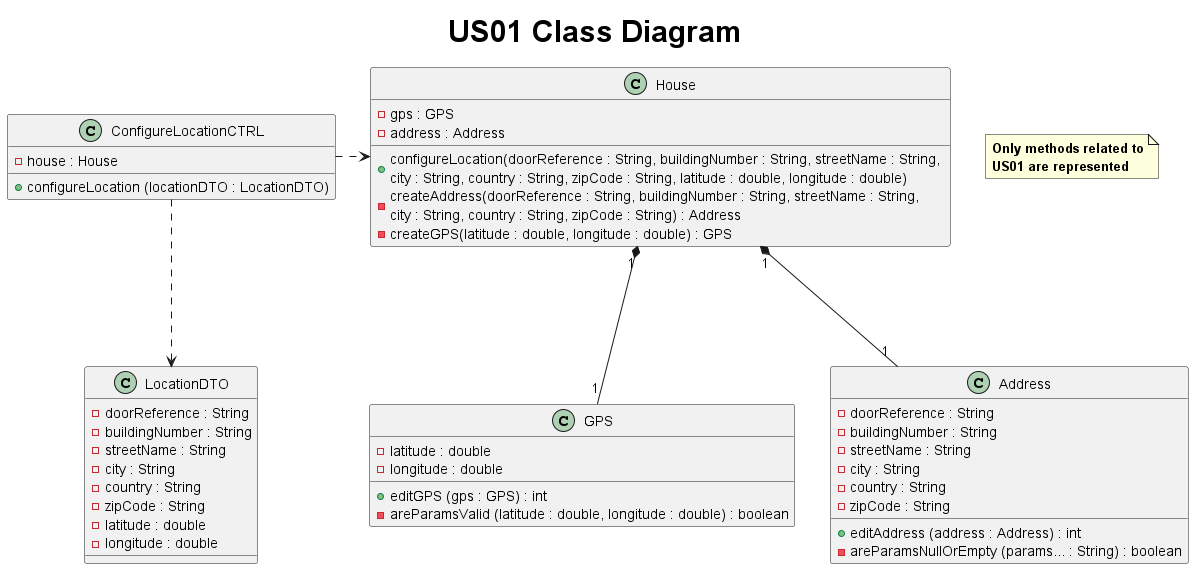 US01 Class Diagram
C House
gps : GPS
address : Address
configureLocation(doorReference : String, buildingNumber : String, streetName : String,
city : String, country : String, zipCode : String, latitude : double, longitude : double)
createAddress(doorReference : String, buildingNumber : String, streetName : String,
city : String, country : String, zipCode : String) : Address
createGPS(latitude : double, longitude : double) : GPS
C ConfigureLocationCTRL
house : House
configureLocation (locationDTO : LocationDTO)
Only methods related to
US01 are represented
1
1
1
1
C LocationDTO
doorReference : String
buildingNumber : String
streetName : String
city : String
country : String
zipCode : String
latitude : double
longitude : double
C GPS
latitude : double
longitude : double
editGPS (gps : GPS) : int
areParamsValid (latitude : double, longitude : double) : boolean
C Address
doorReference : String
buildingNumber : String
streetName : String
city : String
country : String
zipCode : String
editAddress (address : Address) : int
areParamsNullOrEmpty (params... : String) : boolean